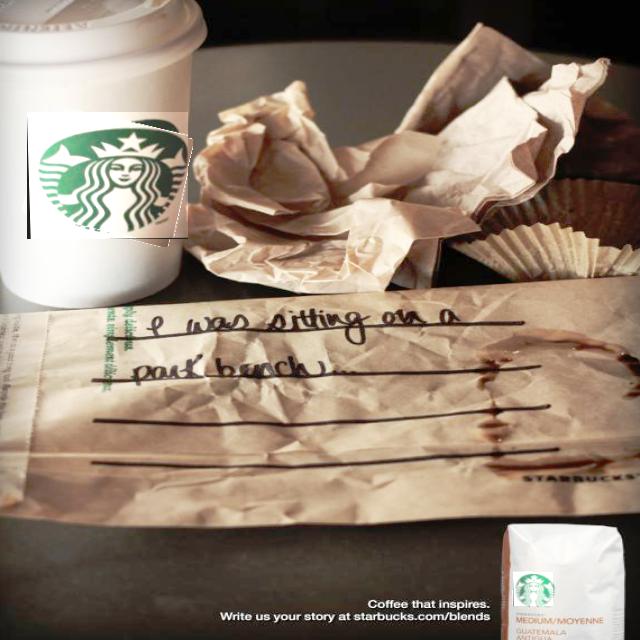 I was sitting on a
park bench...
STARBUCKS
Coffee that inspires.
Write us your story at starbucks.com/blends
MEDIUM/MOYENNE
GUATEMALA
ANTIGUA